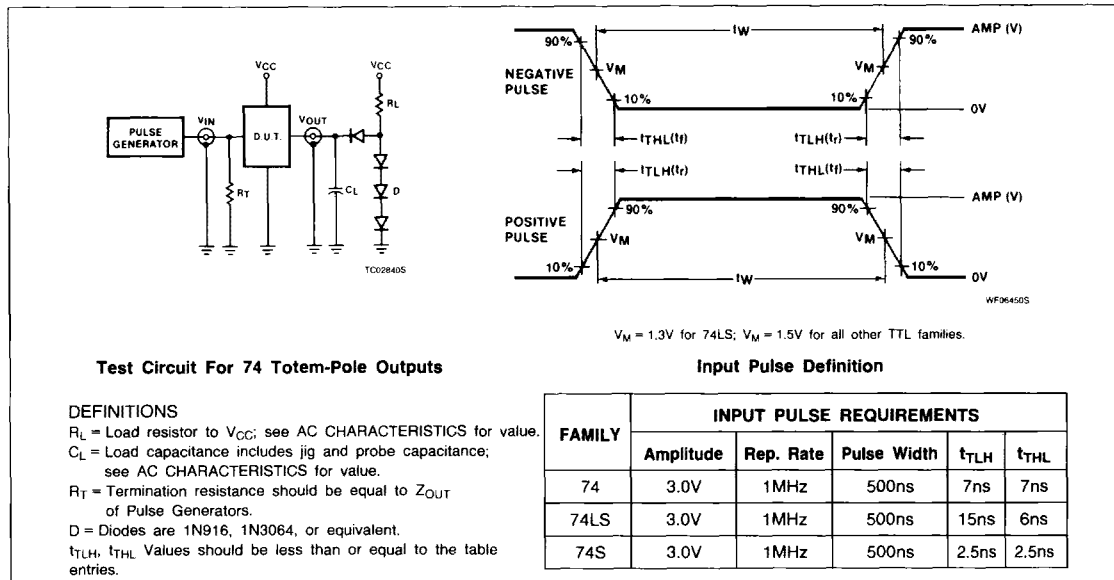 VCC
VCC
RL
PULSE GENERATOR
VIN
D.U.T.
VOUT
RT
CL
D
TC02840S
90%
tW
90%
AMP (V)
NEGATIVE PULSE
VM
VM
10%
10%
0V
tTHL(tf)
tTLH(tr)
tTLH(tr)
tTHL(tf)
AMP (V)
90%
90%
POSITIVE PULSE
VM
VM
10%
10%
tW
0V
WF06450S
VM = 1.3V for 74LS; VM = 1.5V for all other TTL families.
Test Circuit For 74 Totem-Pole Outputs
Input Pulse Definition
DEFINITIONS
RL = Load resistor to VCC; see AC CHARACTERISTICS for value.
CL = Load capacitance includes jig and probe capacitance;
see AC CHARACTERISTICS for value.
RT = Termination resistance should be equal to ZOUT
of Pulse Generators.
D = Diodes are 1N916, 1N3064, or equivalent.
tTLH, tTHL Values should be less than or equal to the table
entries.
FAMILY INPUT PULSE REQUIREMENTS
Amplitude Rep. Rate Pulse Width tTLH tTHL
74 3.0V 1MHz 500ns 7ns 7ns
74LS 3.0V 1MHz 500ns 15ns 6ns
74S 3.0V 1MHz 500ns 2.5ns 2.5ns